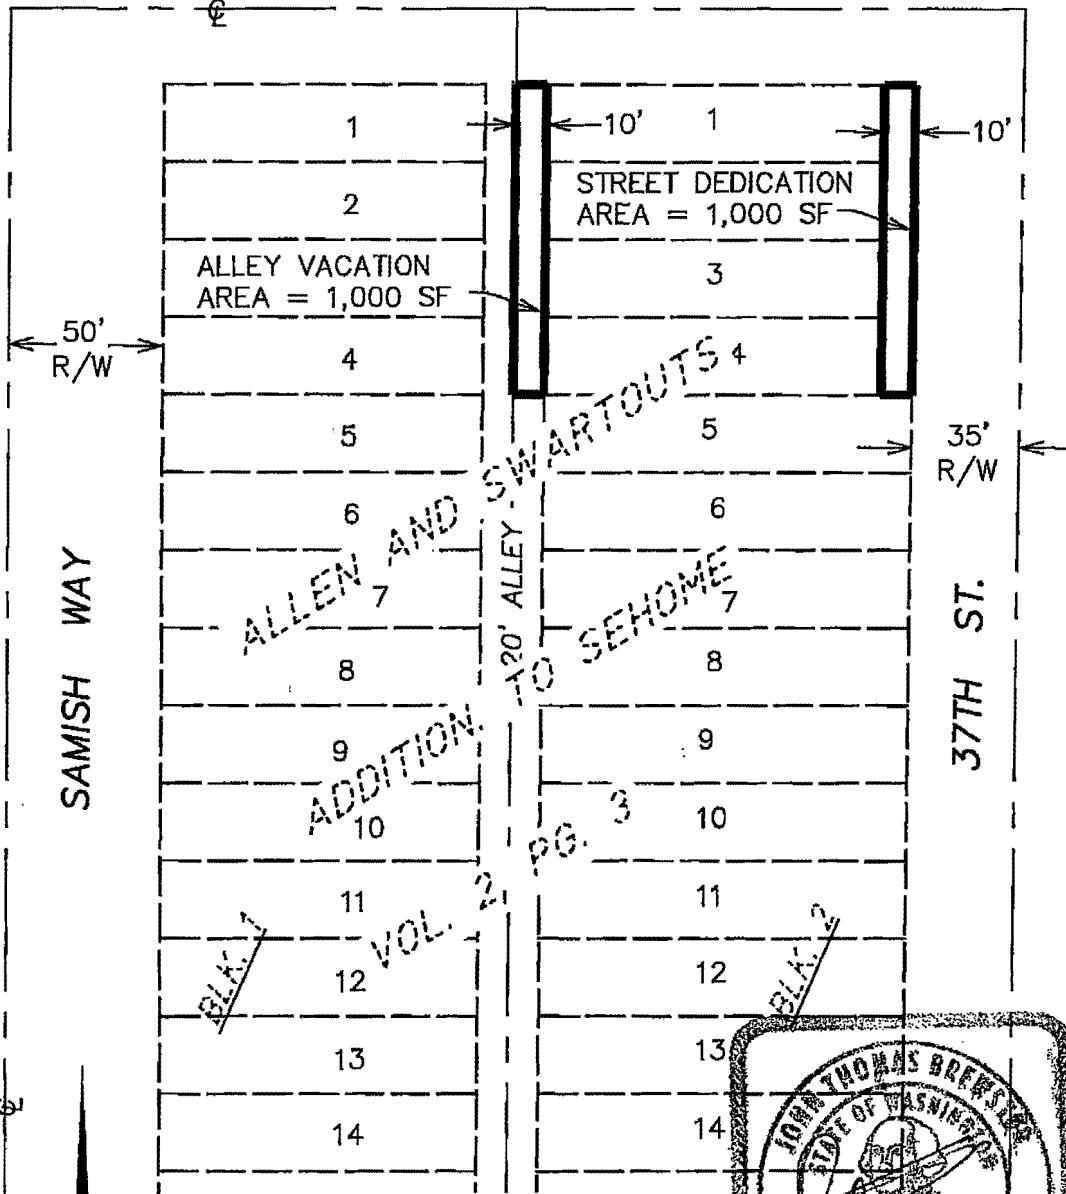 ℄
1
10'
1
10'
2
STREET DEDICATION
AREA = 1,000 SF
ALLEY VACATION
AREA = 1,000 SF
3
50'
R/W
4
4
5
5
35'
R/W
6
6
7
7
8
8
9
9
10
10
11
11
12
12
13
13
14
14
SAMISH WAY
20' ALLEY
37TH ST.
ALLEN AND SWARTOUTS
ADDITION TO SEHOME
VOL. 2 PG. 3
BLK. 1
BLK. 2
℄
JOHN THOMAS
STATE OF WASHINGTON